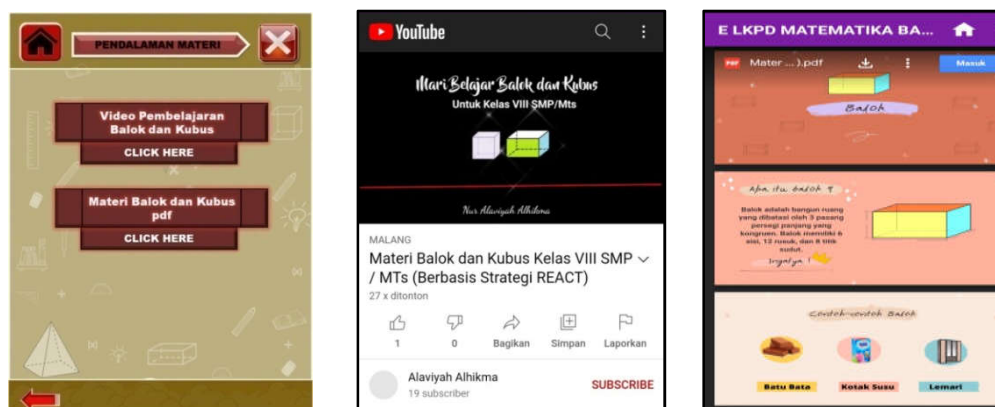 PENDALAMAN MATERI
Video Pembelajaran
Balok dan Kubus
CLICK HERE
Materi Balok dan Kubus
pdf
CLICK HERE
YouTube
Mari Belajar Balok dan Kubus
Untuk Kelas VIII SMP/Mts
Nur Alaviyah Alhikma
MALANG
Materi Balok dan Kubus Kelas VIII SMP
/ MTs (Berbasis Strategi REACT)
27 x ditonton
1
0
Bagikan
Simpan
Laporkan
Alaviyah Alhikma
19 subscriber
SUBSCRIBE
E LKPD MATEMATIKA BA...
PDF
Mater ... ).pdf
Masuk
Balok
Apa itu balok ?
Balok adalah bangun ruang
yang dibatasi oleh 3 pasang
persegi panjang yang
kongruen. Balok memiliki 6
sisi, 12 rusuk, dan 8 titik
sudut.
Ingatya !
Contoh-contoh Balok
Batu Bata
Kotak Susu
Lemari